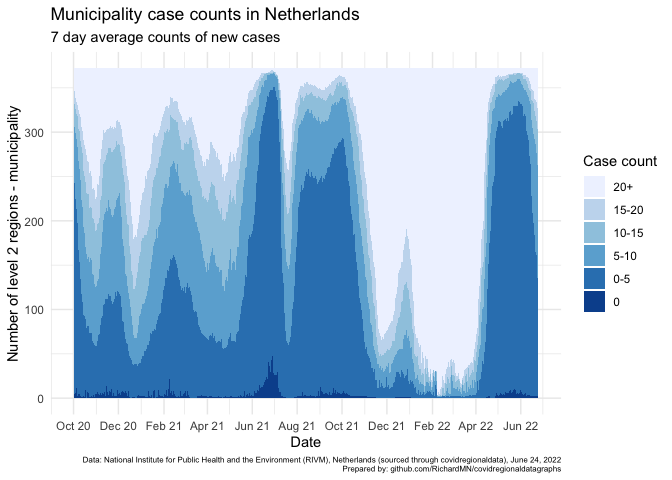 Municipality case counts in Netherlands
7 day average counts of new cases
Number of level 2 regions - municipality
300
200
100
0
Oct 20 Dec 20 Feb 21 Apr 21 Jun 21 Aug 21 Oct 21 Dec 21 Feb 22 Apr 22 Jun 22
Date
Case count
20+
15-20
10-15
5-10
0-5
0
Data: National Institute for Public Health and the Environment (RIVM), Netherlands (sourced through covidregionaldata), June 24, 2022
Prepared by: github.com/RichardMN/covidregionaldatagraphs